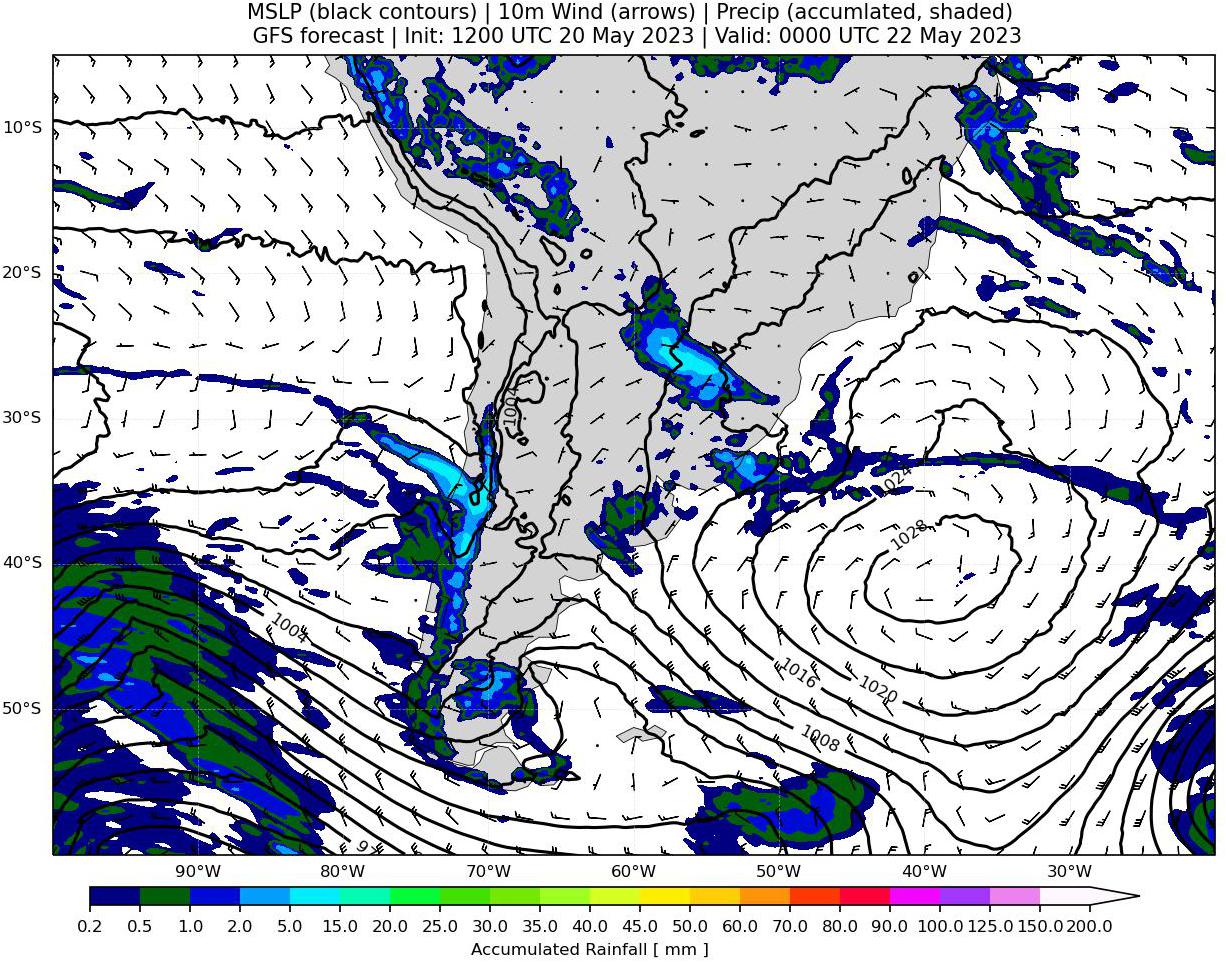 MSLP (black contours) | 10m Wind (arrows) | Precip (accumlated, shaded)
GFS forecast | Init: 1200 UTC 20 May 2023 | Valid: 0000 UTC 22 May 2023
10°S
20°S
1004
30°S
1024
1028
40°S
1004
1016
1020
50°S
1008
90°W 80°W 70°W 60°W 50°W 40°W 30°W
0.2 0.5 1.0 2.0 5.0 10.0 15.0 20.0 25.0 30.0 35.0 40.0 45.0 50.0 60.0 70.0 80.0 90.0 100.0 125.0 150.0 200.0
Accumulated Rainfall [ mm ]